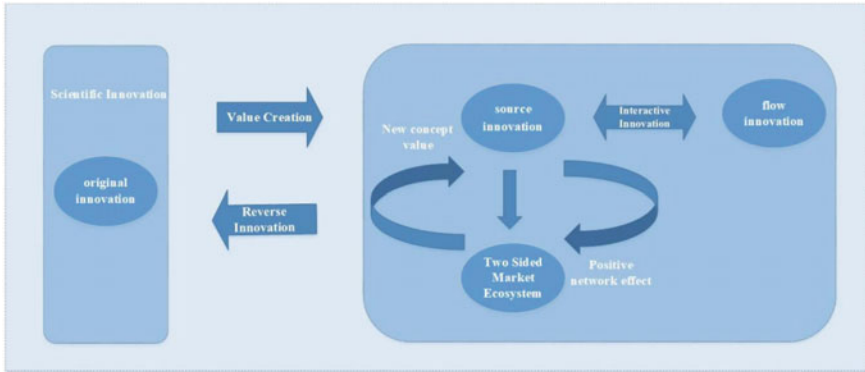 Scientific Innovation
original
innovation
Value Creation
Reverse
Innovation
New concept
value
source
innovation
Interactive
Innovation
flow
innovation
Two Sided
Market
Ecosystem
Positive
network effect